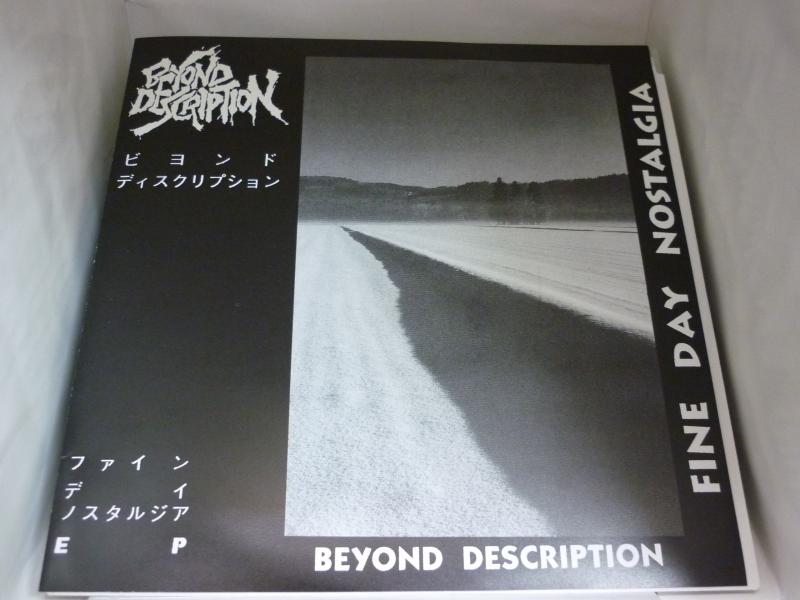 BEYOND
DESCRIPTION
ビヨンド
ディスクリプション
FINE DAY NOSTALGIA
ファイン
デイ
ノスタルジア
EP
BEYOND DESCRIPTION